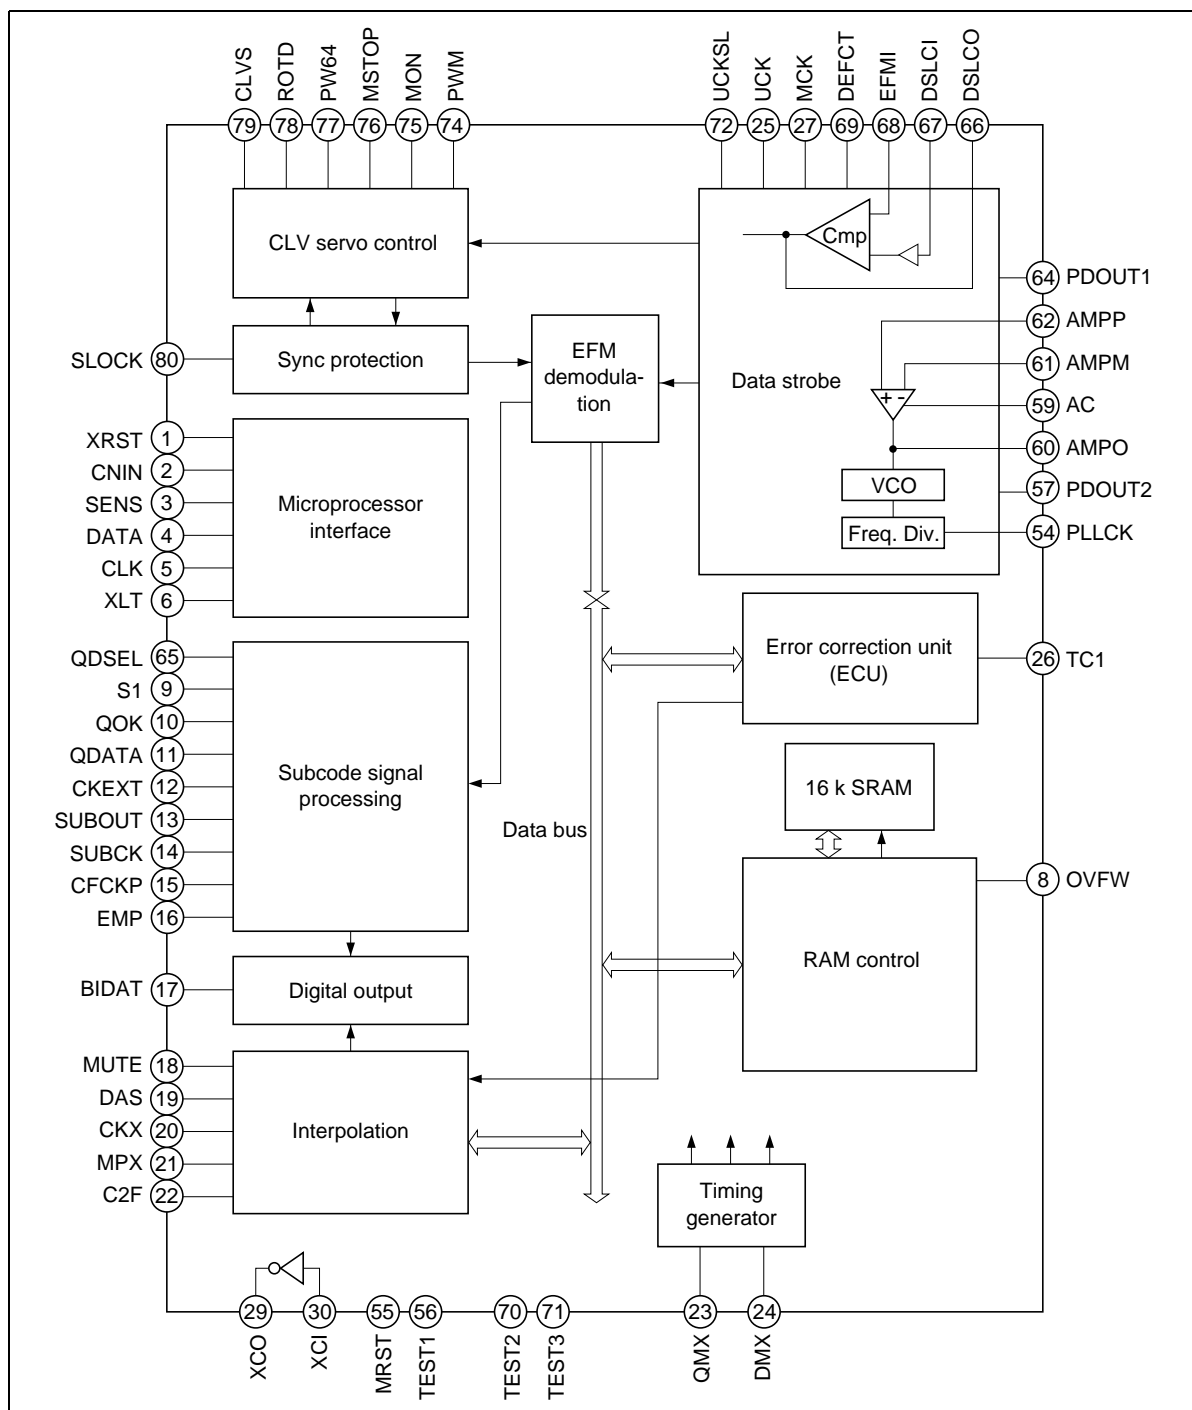 CLVS
ROTD
PW64
MSTOP
MON
PWM
UCKSL
UCK
MCK
DEFCT
EFMI
DSLCI
DSLCO
79
78
77
76
75
74
72
25
27
69
68
67
66
CLV servo control
Cmp
64 PDOUT1
62 AMPP
61 AMPM
59 AC
60 AMPO
57 PDOUT2
54 PLLCK
SLOCK 80
Sync protection
EFM
demodula-
tion
Data strobe
+ -
VCO
Freq. Div.
XRST 1
CNIN 2
SENS 3
DATA 4
CLK 5
XLT 6
Microprocessor
interface
Error correction unit
(ECU)
26 TC1
QDSEL 65
S1 9
QOK 10
QDATA 11
CKEXT 12
SUBOUT 13
SUBCK 14
CFCKP 15
EMP 16
Subcode signal
processing
16 k SRAM
Data bus
8 OVFW
RAM control
BIDAT 17
Digital output
MUTE 18
DAS 19
CKX 20
MPX 21
C2F 22
Interpolation
Timing
generator
29
30
55
56
70
71
23
24
XCO
XCI
MRST
TEST1
TEST2
TEST3
QMX
DMX